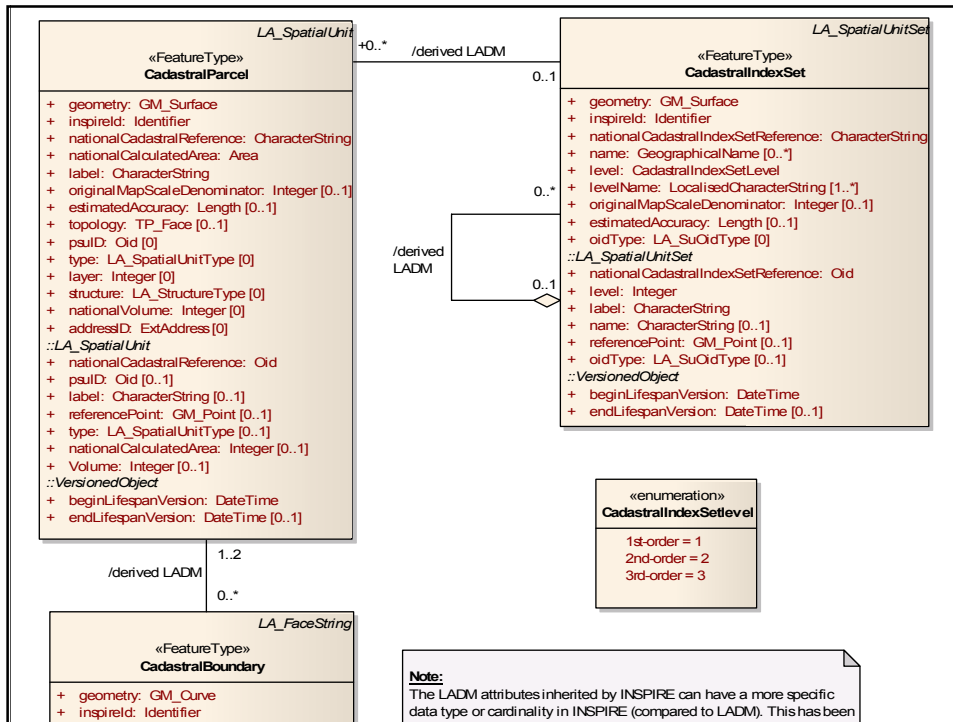 LA_SpatialUnit
«FeatureType»
CadastralParcel
+ geometry: GM_Surface
+ inspireId: Identifier
+ nationalCadastralReference: CharacterString
+ nationalCalculatedArea: Area
+ label: CharacterString
+ originalMapScaleDenominator: Integer [0..1]
+ estimatedAccuracy: Length [0..1]
+ topology: TP_Face [0..1]
+ psuID: Oid [0]
+ type: LA_SpatialUnitType [0]
+ layer: Integer [0]
+ structure: LA_StructureType [0]
+ nationalVolume: Integer [0]
+ addressID: ExtAddress [0]
::LA_SpatialUnit
+ nationalCadastralReference: Oid
+ psuID: Oid [0..1]
+ label: CharacterString [0..1]
+ referencePoint: GM_Point [0..1]
+ type: LA_SpatialUnitType [0..1]
+ nationalCalculatedArea: Integer [0..1]
+ Volume: Integer [0..1]
::VersionedObject
+ beginLifespanVersion: DateTime
+ endLifespanVersion: DateTime [0..1]
+0..*
/derived LADM
0..1
LA_SpatialUnitSet
«FeatureType»
CadastralIndexSet
+ geometry: GM_Surface
+ inspireId: Identifier
+ nationalCadastralIndexSetReference: CharacterString
+ name: GeographicalName [0..*]
+ level: CadastralIndexSetLevel
+ levelName: LocalisedCharacterString [1..*]
+ originalMapScaleDenominator: Integer [0..1]
+ estimatedAccuracy: Length [0..1]
+ oidType: LA_SuOidType [0]
::LA_SpatialUnitSet
+ nationalCadastralIndexSetReference: Oid
+ level: Integer
+ label: CharacterString
+ name: CharacterString [0..1]
+ referencePoint: GM_Point [0..1]
+ oidType: LA_SuOidType [0..1]
::VersionedObject
+ beginLifespanVersion: DateTime
+ endLifespanVersion: DateTime [0..1]
0..*
/derived
LADM
0..1
«enumeration»
CadastralIndexSetlevel
1st-order = 1
2nd-order = 2
3rd-order = 3
1..2
/derived LADM
0..*
LA_FaceString
«FeatureType»
CadastralBoundary
+ geometry: GM_Curve
+ inspireId: Identifier
Note:
The LADM attributes inherited by INSPIRE can have a more specific
data type or cardinality in INSPIRE (compared to LADM). This has been